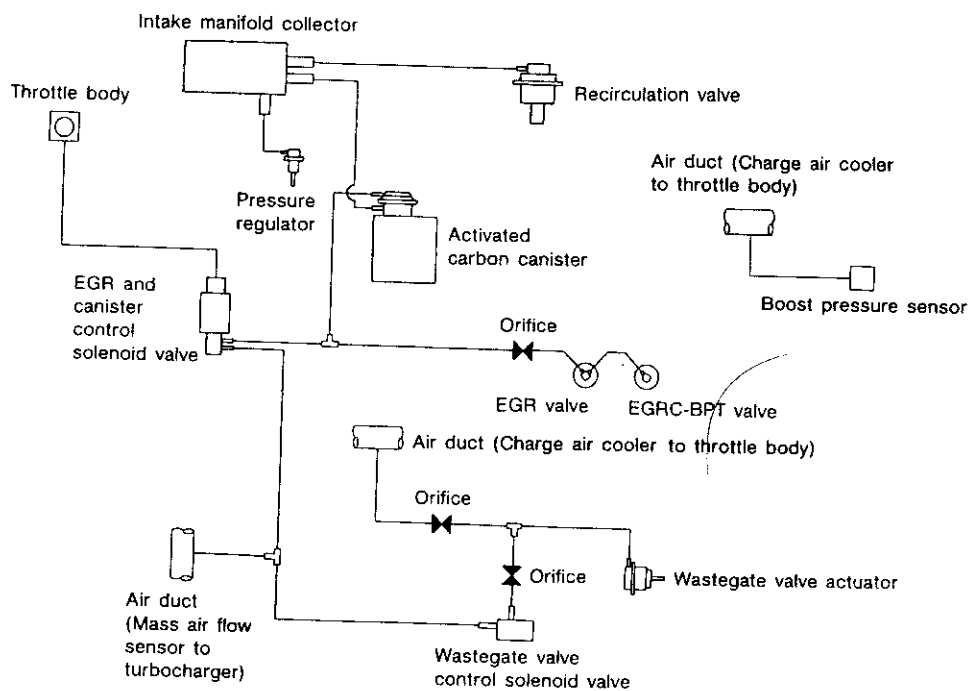 Intake manifold collector
Throttle body
Recirculation valve
Pressure
regulator
Activated
carbon canister
Air duct (Charge air cooler
to throttle body)
Boost pressure sensor
EGR and
canister
control
solenoid valve
Orifice
EGR valve
EGRC-BPT valve
Air duct (Charge air cooler to throttle body)
Orifice
Orifice
Wastegate valve actuator
Air duct
(Mass air flow
sensor to
turbocharger)
Wastegate valve
control solenoid valve